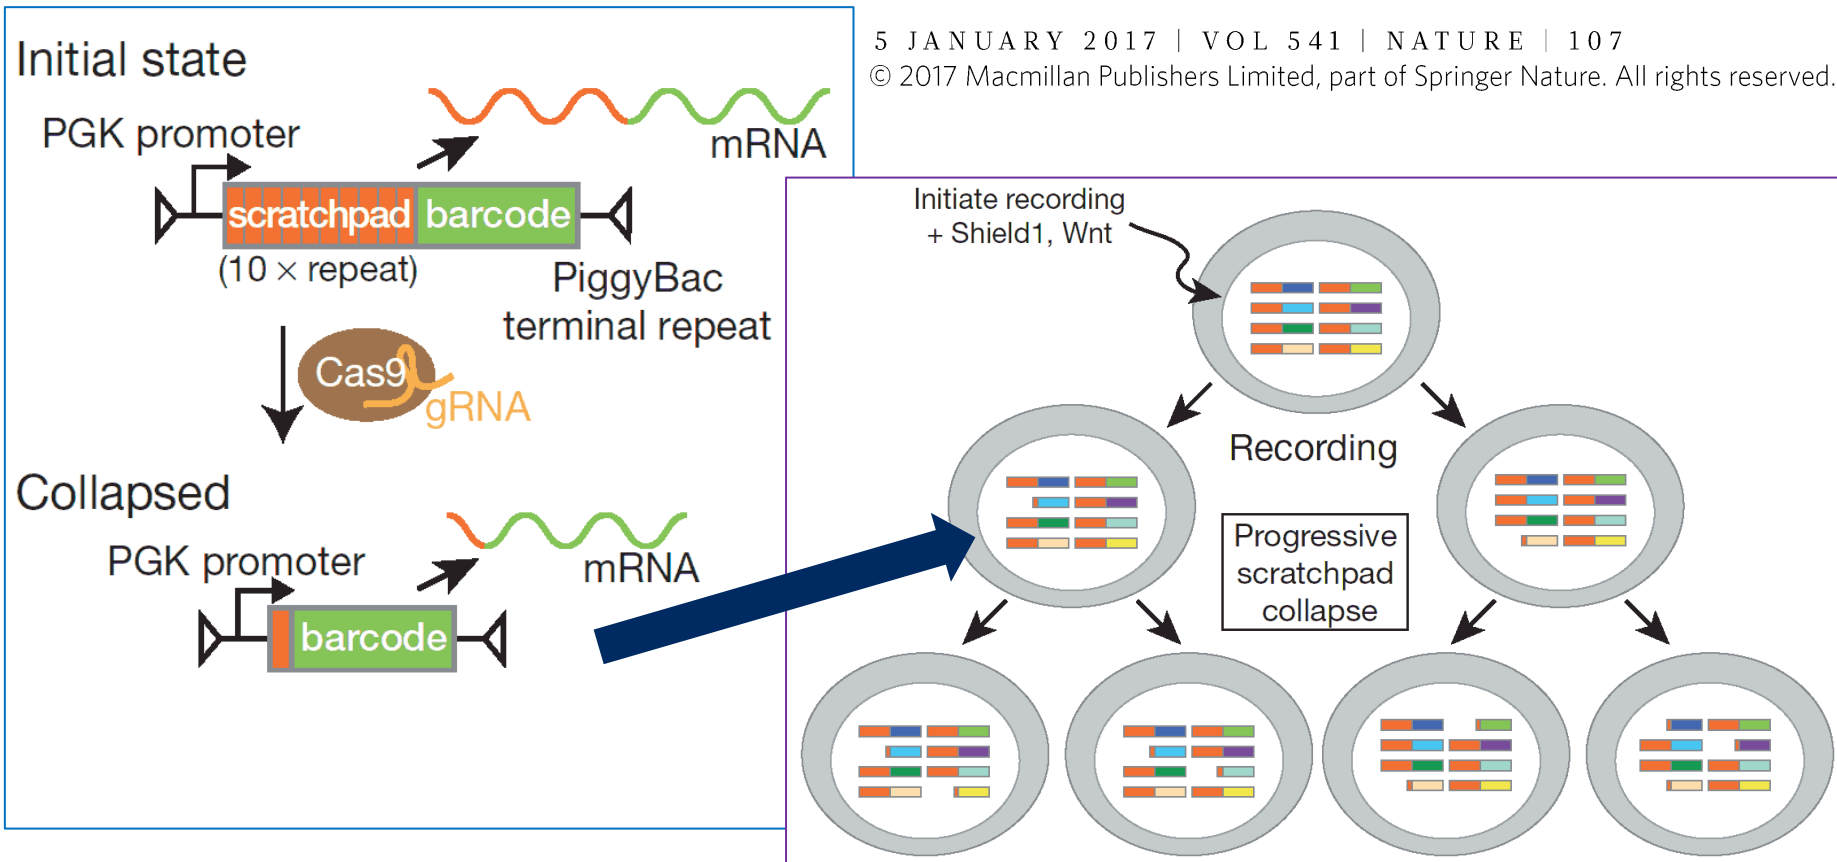 5 JANUARY 2017 | VOL 541 | NATURE | 107
© 2017 Macmillan Publishers Limited, part of Springer Nature. All rights reserved.
Initial state
PGK promoter
mRNA
scratchpad barcode
(10 × repeat)
PiggyBac
terminal repeat
Cas9
gRNA
Collapsed
PGK promoter
mRNA
barcode
Initiate recording
+ Shield1, Wnt
Recording
Progressive
scratchpad
collapse